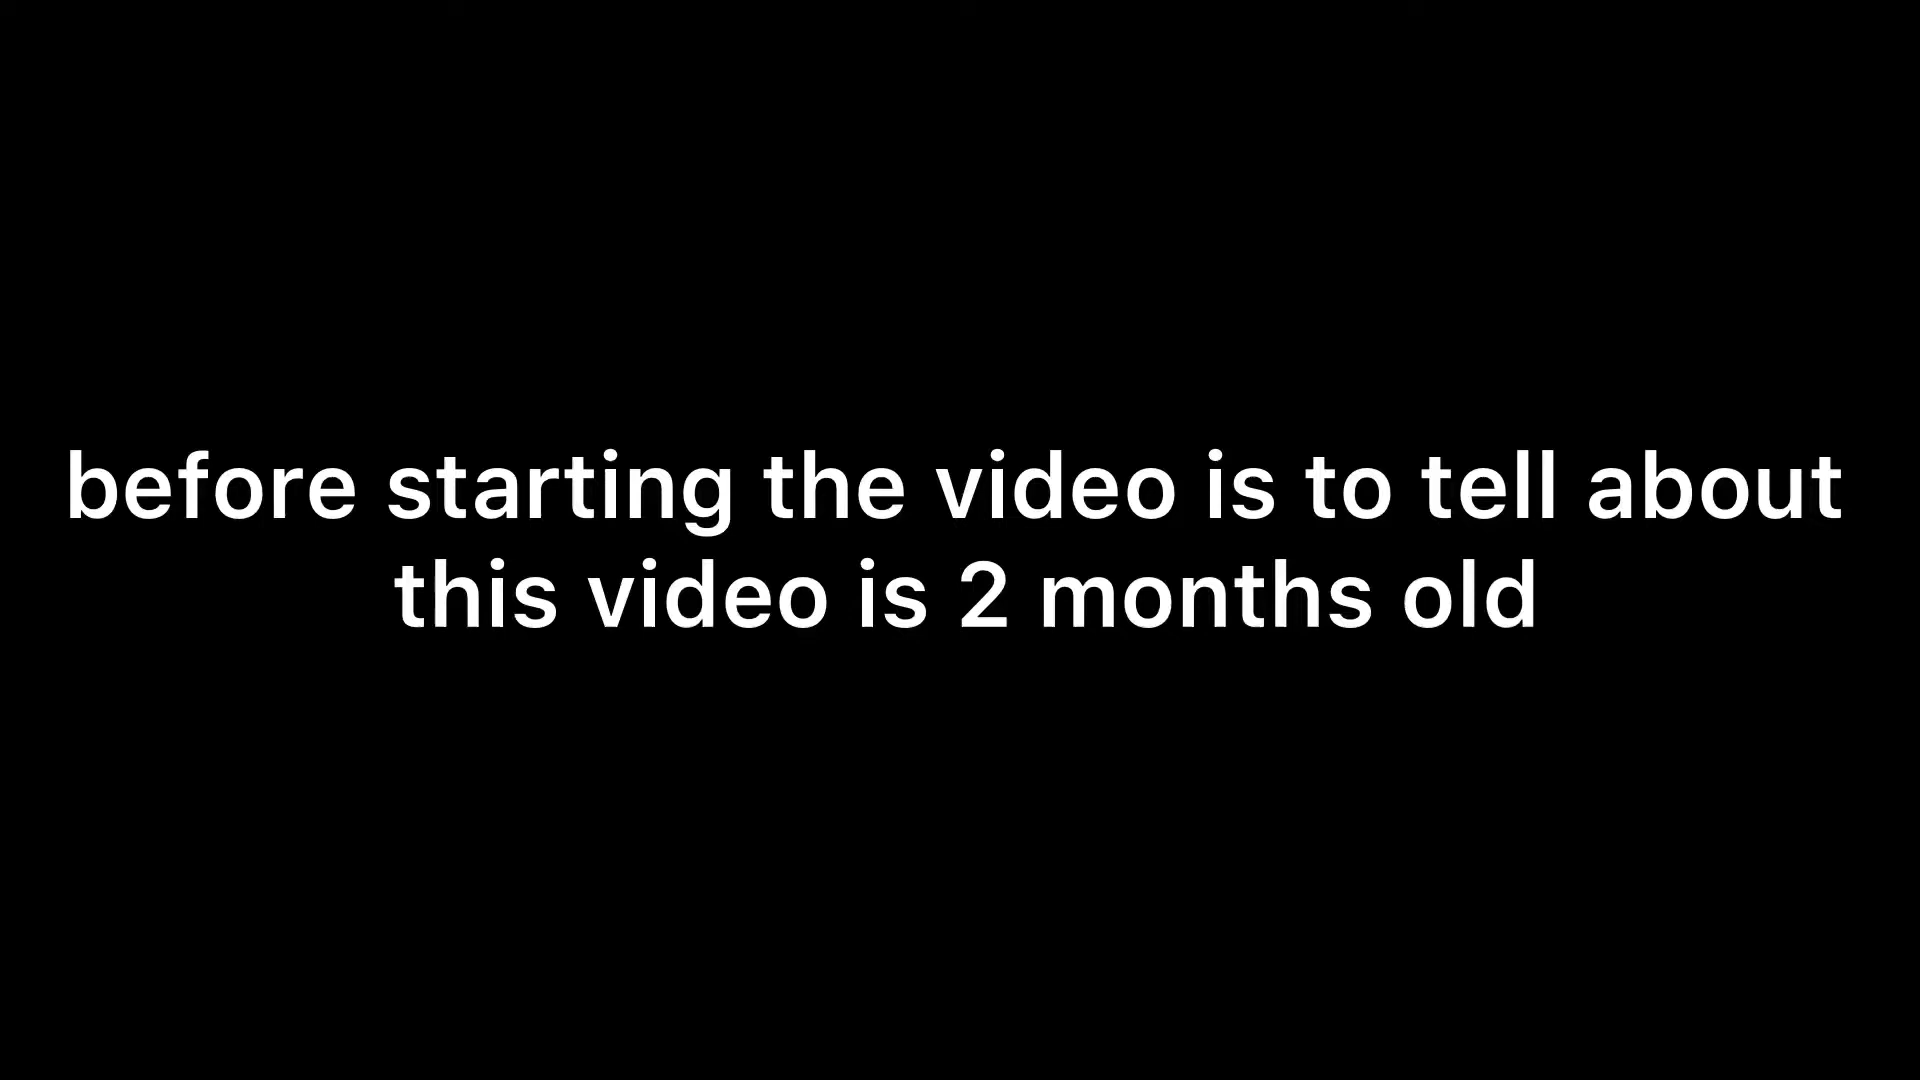 before starting the video is to tell about
this video is 2 months old